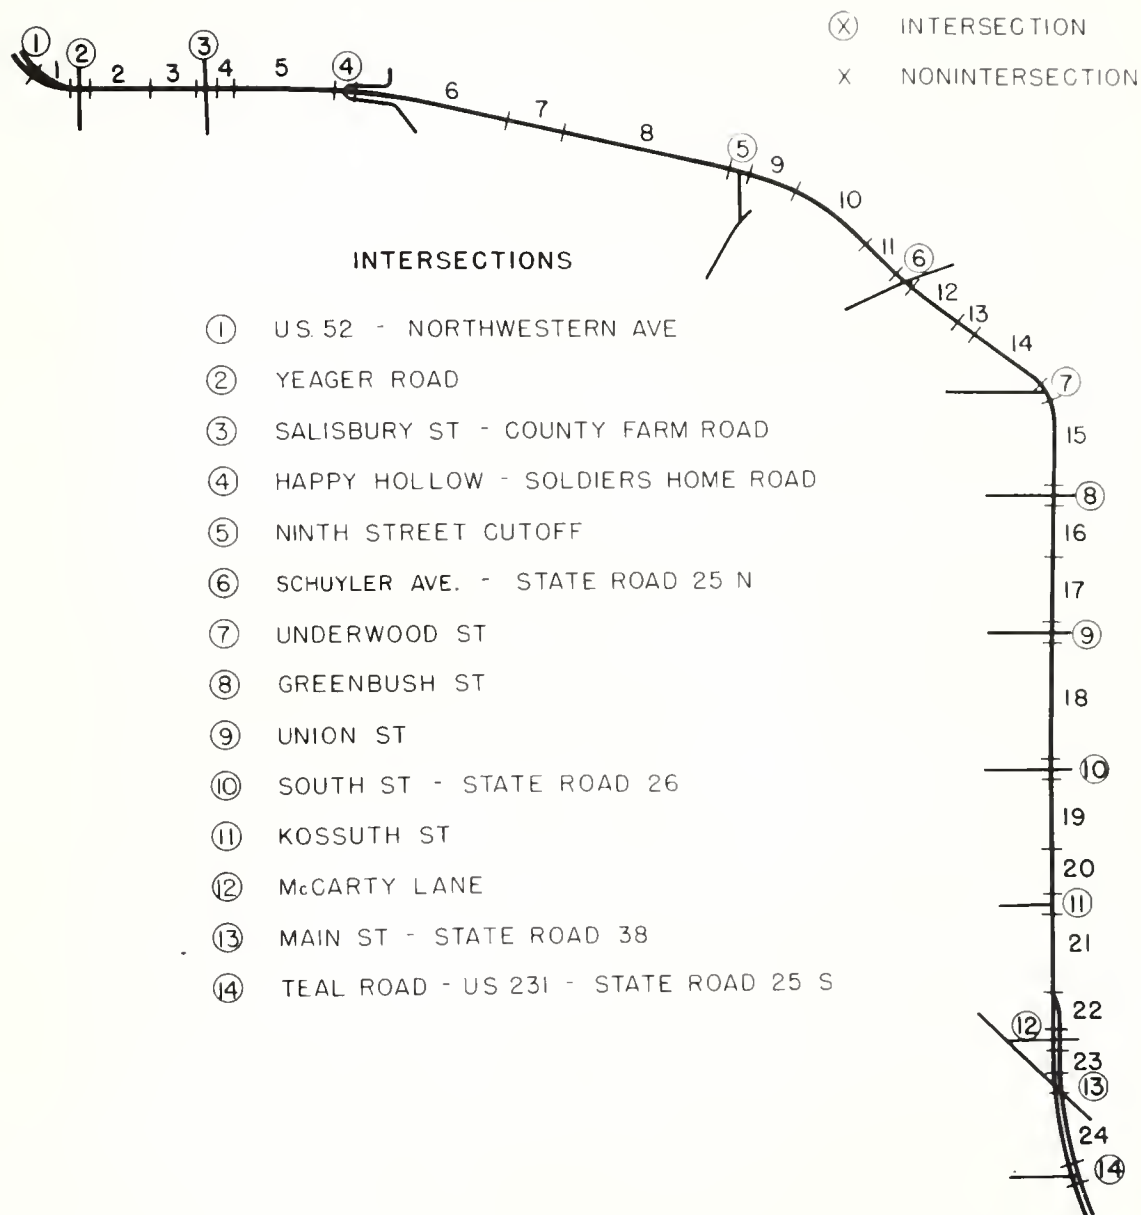 Ⓧ INTERSECTION
X NONINTERSECTION
① ② ③ ④
1 2 3 4 5 6 7 8
⑤ 9
10
11 ⑥
12
13
14
⑦
15
⑧
16
17
⑨
18
⑩
19
20
⑪
21
22
⑫
23
⑬
24
⑭
INTERSECTIONS
① U.S. 52 - NORTHWESTERN AVE
② YEAGER ROAD
③ SALISBURY ST - COUNTY FARM ROAD
④ HAPPY HOLLOW - SOLDIERS HOME ROAD
⑤ NINTH STREET CUTOFF
⑥ SCHUYLER AVE. - STATE ROAD 25 N
⑦ UNDERWOOD ST
⑧ GREENBUSH ST
⑨ UNION ST
⑩ SOUTH ST - STATE ROAD 26
⑪ KOSSUTH ST
⑫ McCARTY LANE
⑬ MAIN ST - STATE ROAD 38
⑭ TEAL ROAD - US 231 - STATE ROAD 25 S